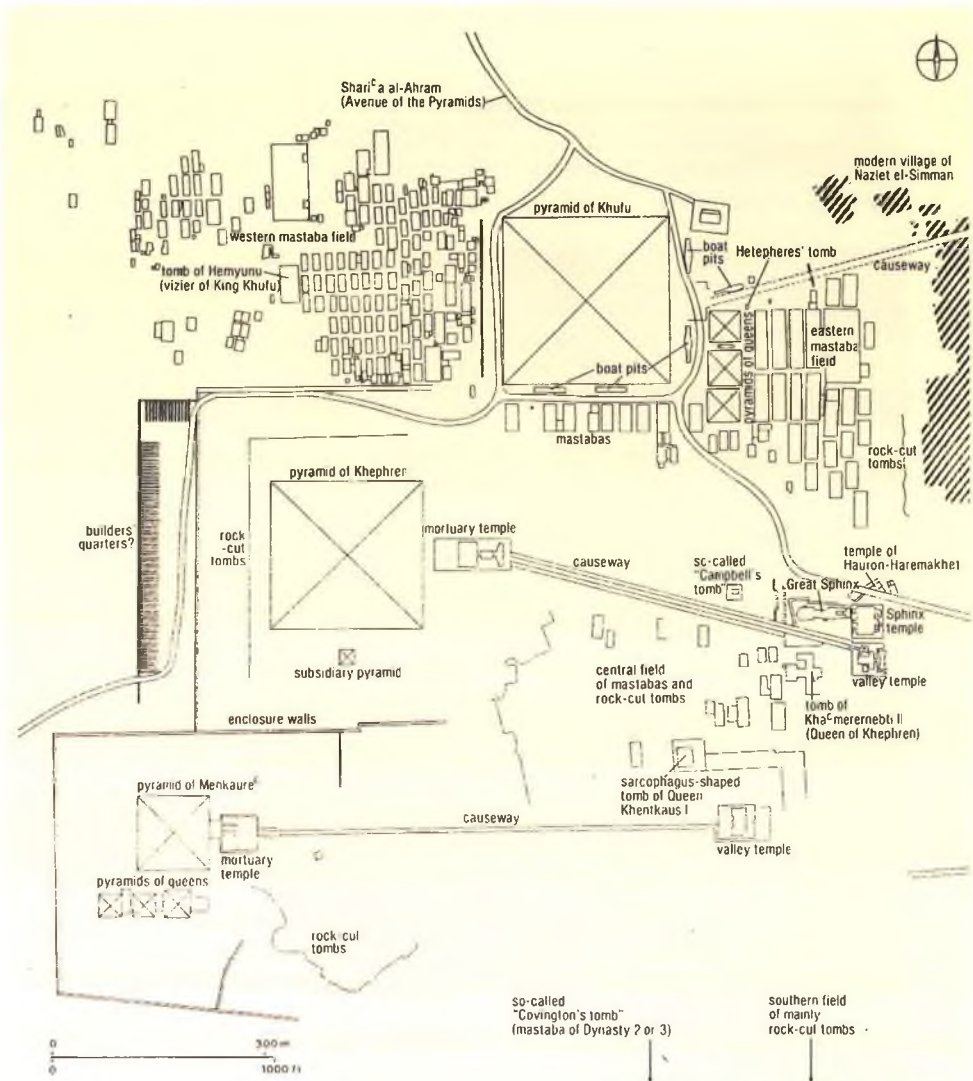 Shariᶜa al-Ahram
(Avenue of the Pyramids)
modern village of
Nazlet el-Simman
pyramid of Khufu
western mastaba field
boat
pits
Hetepheres' tomb
causeway
tomb of Hemyunu
(vizier of King Khufu)
pyramids of queens
eastern
mastaba
field
boat pits
mastabas
rock-cut
tombs
pyramid of Khephren
builders'
quarters?
rock
-cut
tombs
mortuary temple
causeway
so-called
"Campbell's
tomb"
temple of
Hauron-Haremakhet
Great Sphinx
Sphinx
temple
subsidiary pyramid
central field
of mastabas and
rock-cut tombs
valley temple
tomb of
Khaᶜmerernebti II
(Queen of Khephren)
enclosure walls
pyramid of Menkaureᶜ
sarcophagus-shaped
tomb of Queen
Khentkaus I
causeway
mortuary
temple
valley temple
pyramids of queens
rock-cut
tombs
so-called
"Covington's tomb"
(mastaba of Dynasty 2 or 3)
southern field
of mainly
rock-cut tombs
0 300 m
0 1000 ft